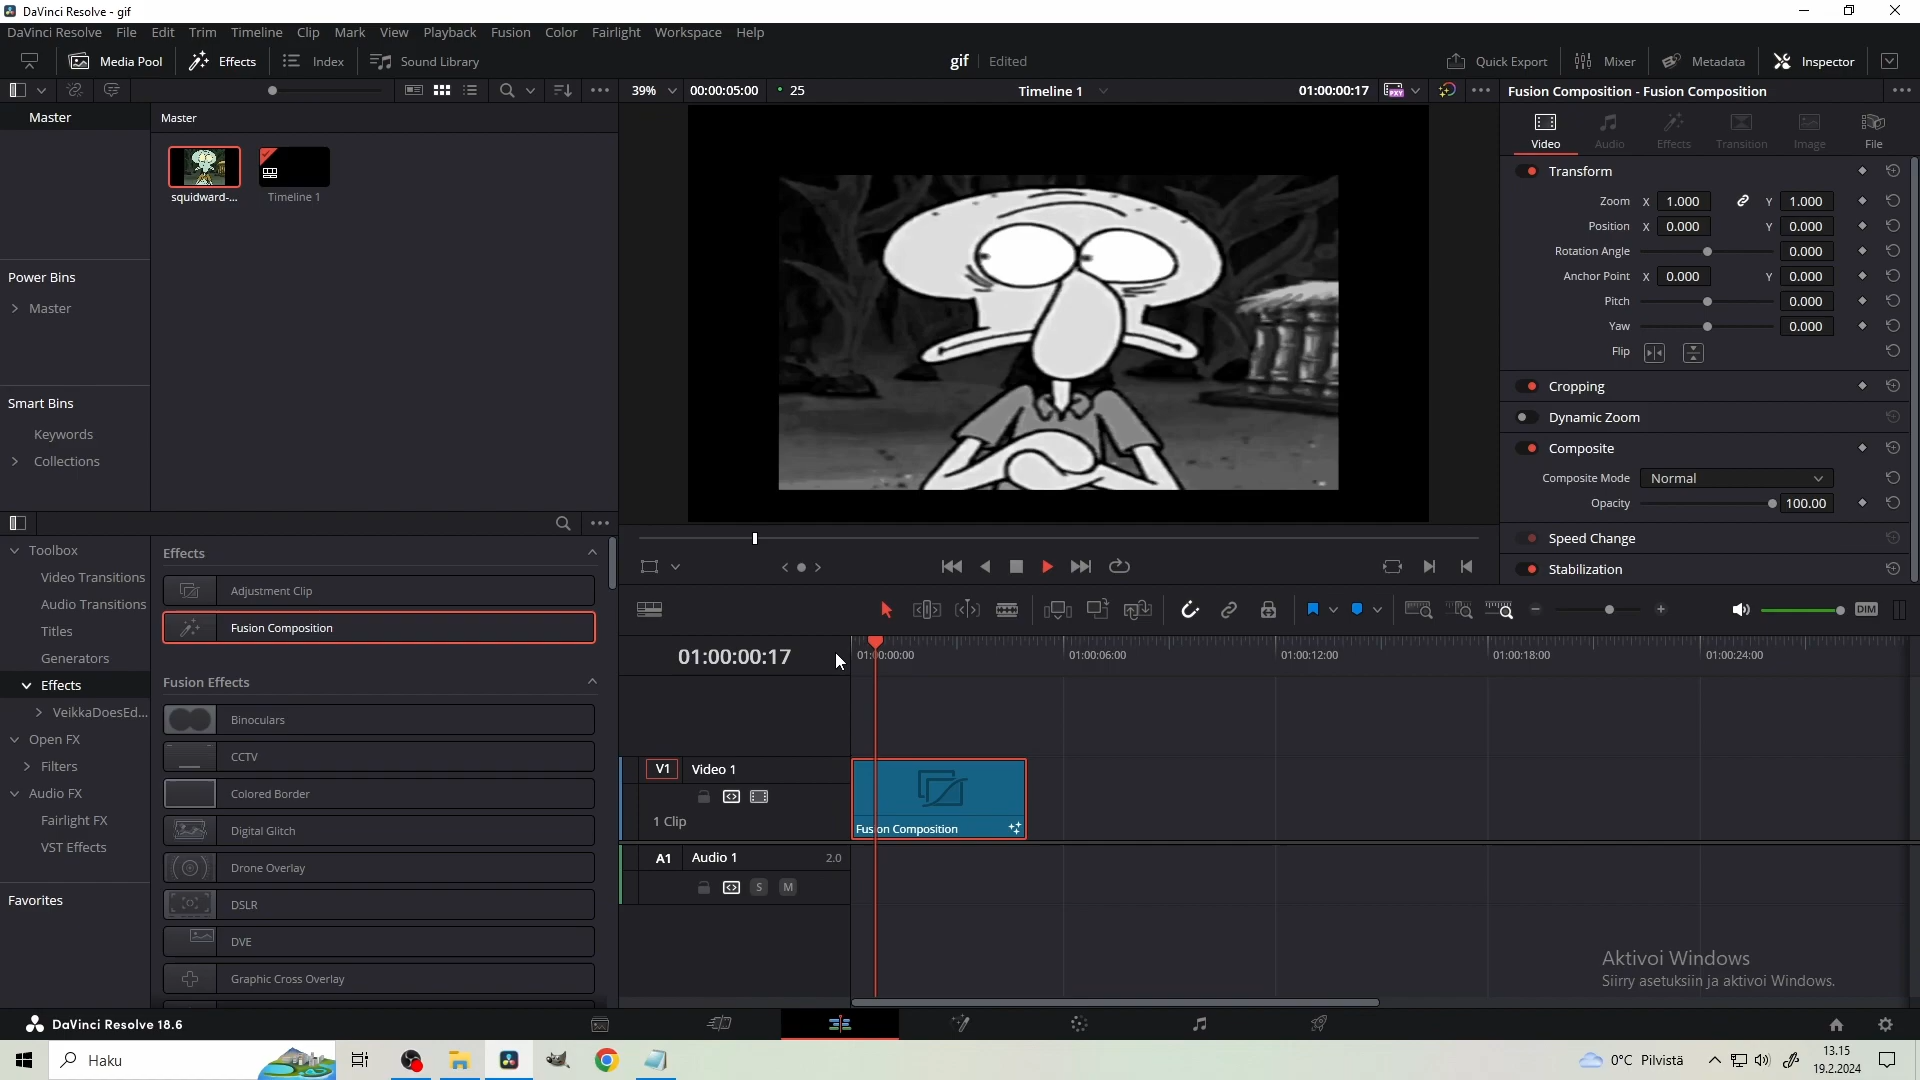 DaVinci Resolve - gif
DaVinci Resolve File Edit Trim Timeline Clip Mark View Playback Fusion Color Fairlight Workspace Help
Media Pool Effects Index Sound Library gif Edited Quick Export Mixer Metadata Inspector
39% 00:00:05:00 25 Timeline 1 01:00:00:17 PXY Fusion Composition - Fusion Composition
Master Master
Video Audio Effects Transition Image File
squidward-... Timeline 1
Transform
Zoom X 1.000 Y 1.000
Position X 0.000 Y 0.000
Rotation Angle 0.000
Anchor Point X 0.000 Y 0.000
Pitch 0.000
Yaw 0.000
Flip
Cropping
Dynamic Zoom
Composite
Composite Mode Normal
Opacity 100.00
Speed Change
Stabilization
Power Bins
Master
Smart Bins
Keywords
Collections
Toolbox
Video Transitions
Audio Transitions
Titles
Generators
Effects
VeikkaDoesEd...
Open FX
Filters
Audio FX
Fairlight FX
VST Effects
Favorites
Effects
Adjustment Clip
Fusion Composition
Fusion Effects
Binoculars
CCTV
Colored Border
Digital Glitch
Drone Overlay
DSLR
DVE
Graphic Cross Overlay
DIM
01:00:00:17 01:00:00:00 01:00:06:00 01:00:12:00 01:00:18:00 01:00:24:00
V1 Video 1
1 Clip
Fusion Composition
A1 Audio 1 2.0
S M
Aktivoi Windows
Siirry asetuksiin ja aktivoi Windows.
DaVinci Resolve 18.6
Haku
0°C Pilvistä
13.15
19.2.2024